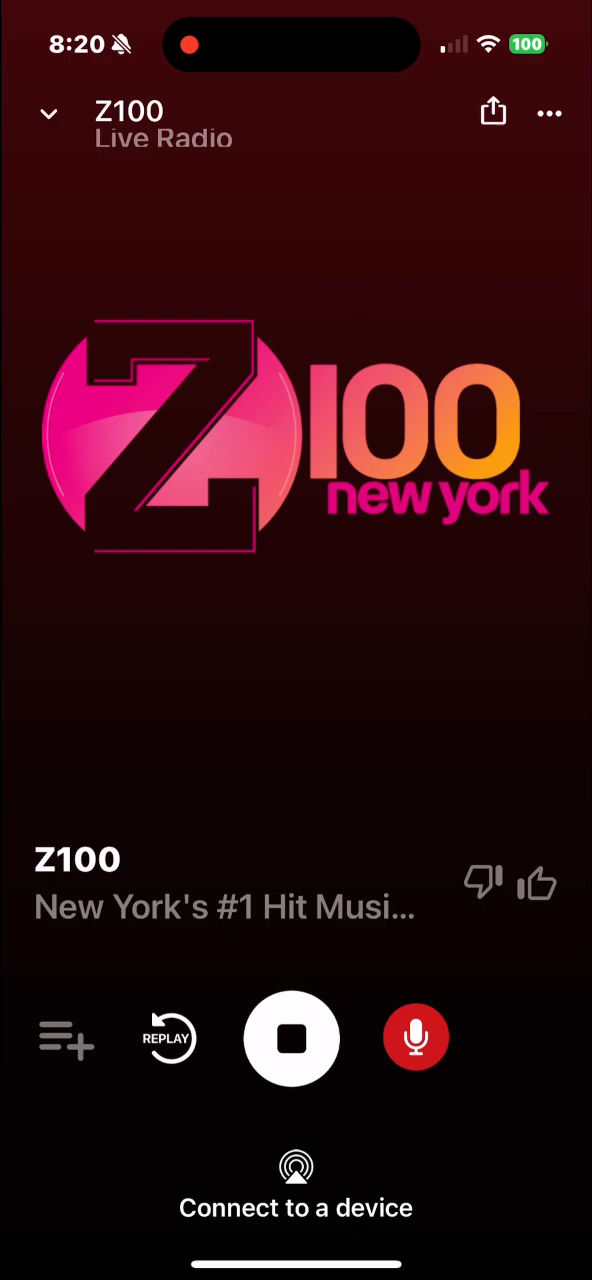 8:20
100
Z100
Live Radio
Z100
new york
Z100
New York's #1 Hit Musi...
REPLAY
Connect to a device